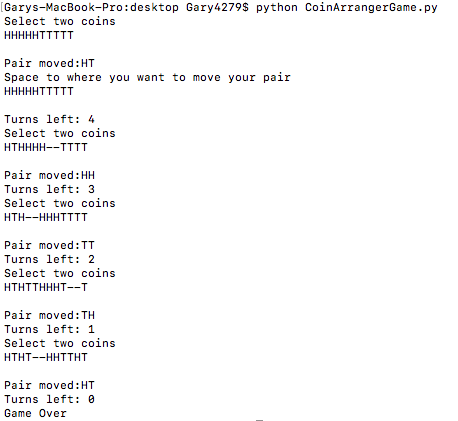 [Garys-MacBook-Pro:desktop Gary4279$ python CoinArrangerGame.py
Select two coins
HHHHHTTTTT
Pair moved:HT
Space to where you want to move your pair
HHHHHTTTTT
Turns left: 4
Select two coins
HTHHHH--TTTT
Pair moved:HH
Turns left: 3
Select two coins
HTH--HHHTTTT
Pair moved:TT
Turns left: 2
Select two coins
HTHTTHHHT--T
Pair moved:TH
Turns left: 1
Select two coins
HTHT--HHTTHT
Pair moved:HT
Turns left: 0
Game Over